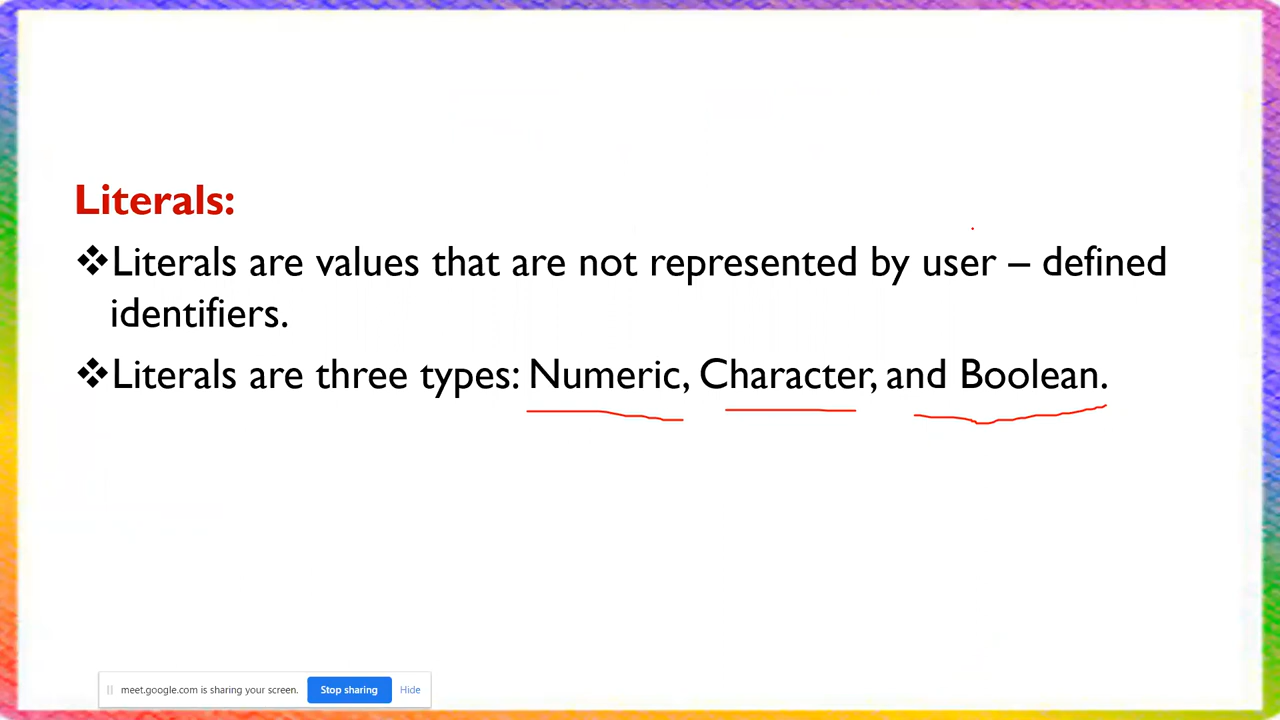 Literals:
❖Literals are values that are not represented by user – defined
identifiers.
❖Literals are three types: Numeric, Character, and Boolean.
meet.google.com is sharing your screen. Stop sharing Hide